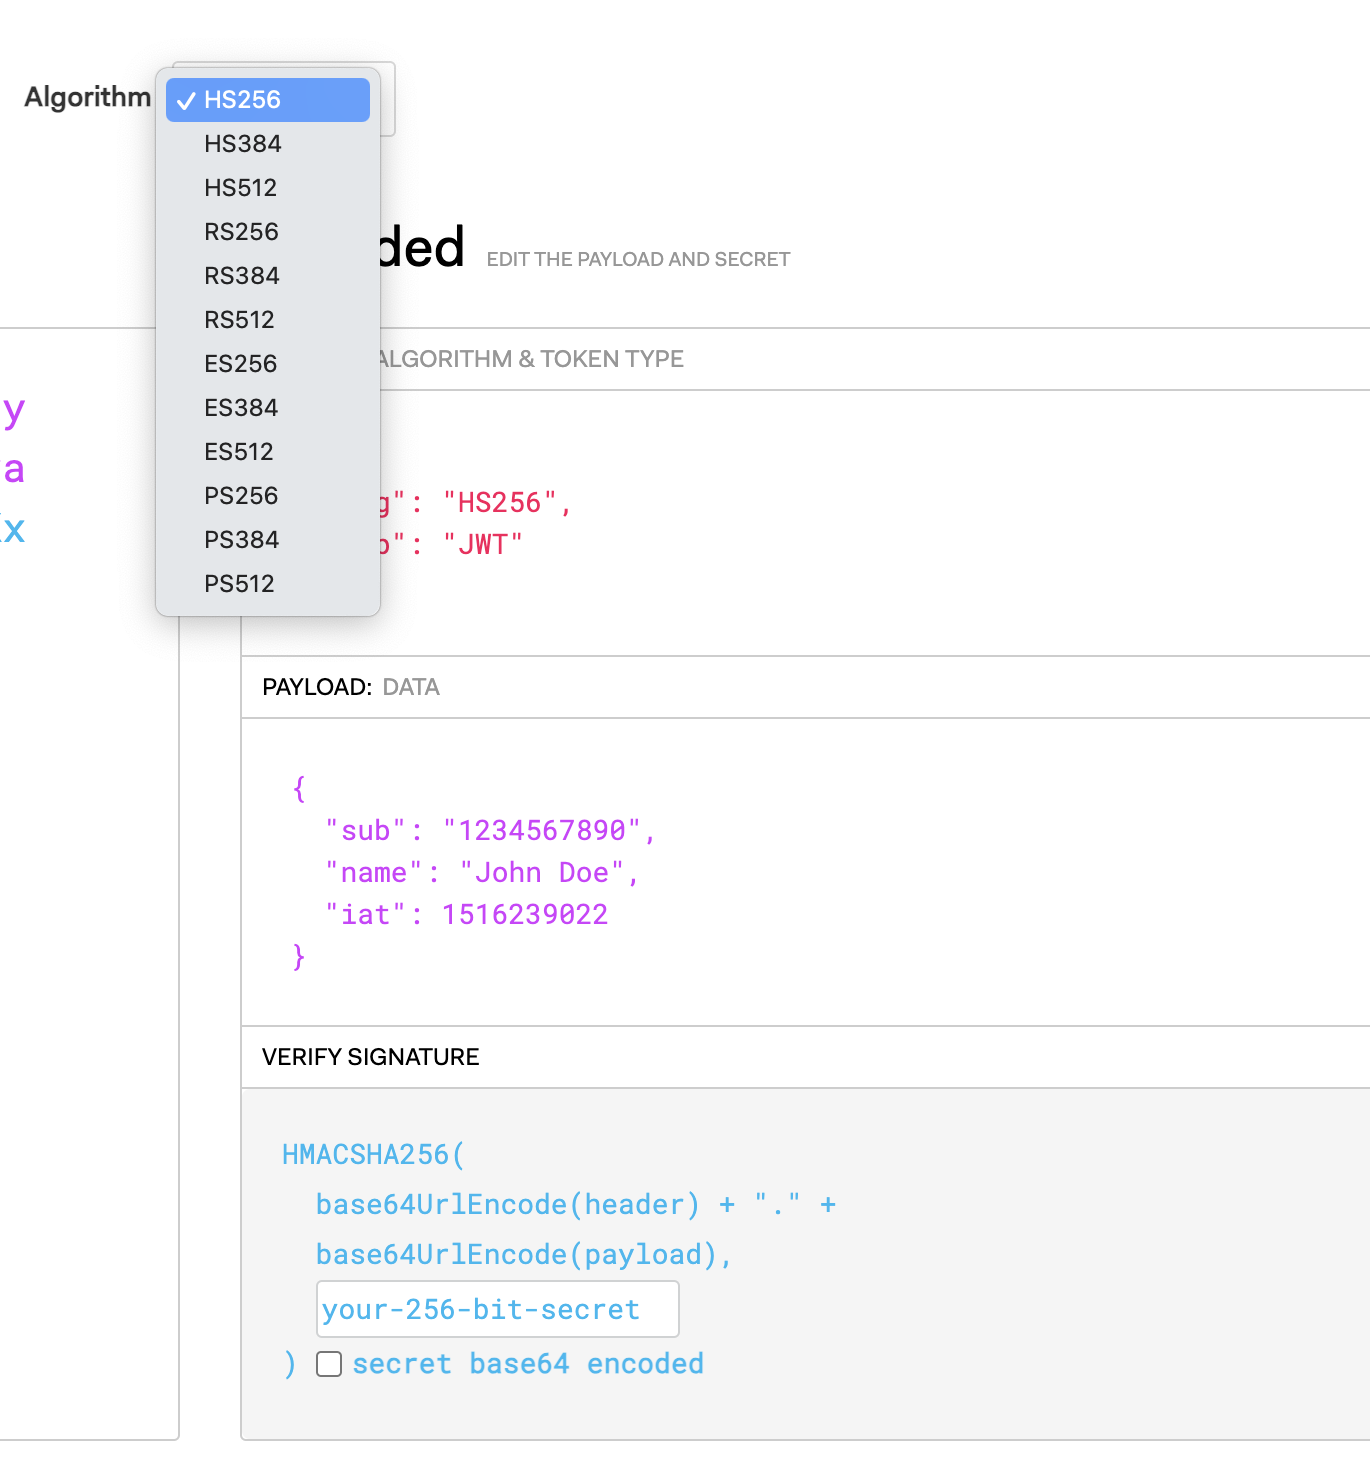 Algorithm
HS256
HS384
HS512
RS256
RS384
RS512
ES256
ES384
ES512
PS256
PS384
PS512
ded EDIT THE PAYLOAD AND SECRET
ALGORITHM & TOKEN TYPE
y
a
x
g": "HS256",
p": "JWT"
PAYLOAD: DATA
{
"sub": "1234567890",
"name": "John Doe",
"iat": 1516239022
}
VERIFY SIGNATURE
HMACSHA256(
base64UrlEncode(header) + "." +
base64UrlEncode(payload),
your-256-bit-secret
) secret base64 encoded